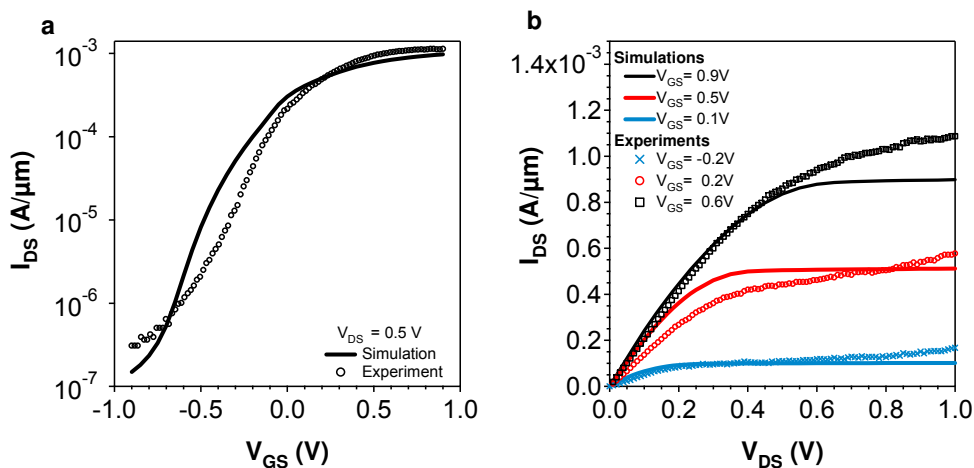 a
10⁻³
10⁻⁴
10⁻⁵
10⁻⁶
10⁻⁷
I_DS (A/µm)
V_DS = 0.5 V
Simulation
Experiment
-1.0 -0.5 0.0 0.5 1.0
V_GS (V)
b
1.4x10⁻³
1.2
1.0
0.8
0.6
0.4
0.2
0.0
I_DS (A/µm)
Simulations
V_GS= 0.9V
V_GS= 0.5V
V_GS= 0.1V
Experiments
V_GS= -0.2V
V_GS= 0.2V
V_GS= 0.6V
0.0 0.2 0.4 0.6 0.8 1.0
V_DS (V)